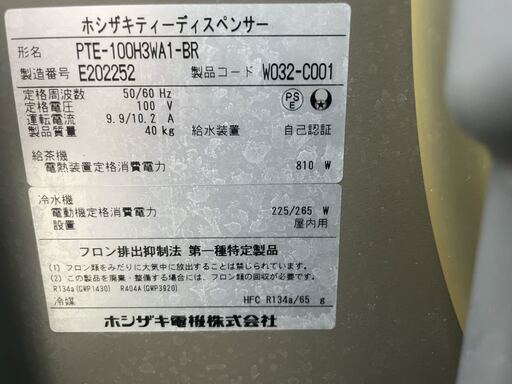 ホシザキティーディスペンサー
形名 PTE-100H3WA1-BR
製造番号 E202252 製品コード W032-C001
定格周波数 50/60 Hz
定格電圧 100 V
運転電流 9.9/10.2 A
製品質量 40 kg 給水装置 自己認証
PS E
給茶機
電熱装置定格消費電力 810 W
冷水機
電動機定格消費電力 225/265 W
設置 屋内用
フロン排出抑制法 第一種特定製品
(1) フロン類をみだりに大気中に放出することは禁じられています。
(2) この製品を廃棄・整備する場合には、フロン類の回収が必要です。
R134a(GWP1430) R404A(GWP3920)
冷媒 HFC R134a/65 g
ホシザキ電機株式会社